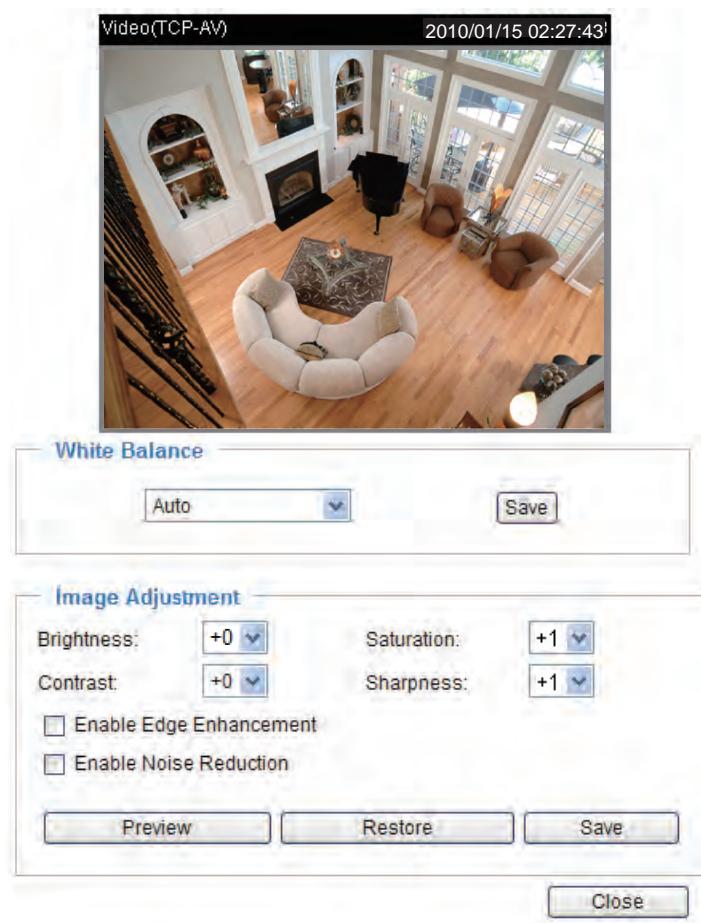 Video(TCP-AV) 2010/01/15 02:27:43
White Balance
Auto Save
Image Adjustment
Brightness: +0 Saturation: +1
Contrast: +0 Sharpness: +1
Enable Edge Enhancement
Enable Noise Reduction
Preview Restore Save
Close